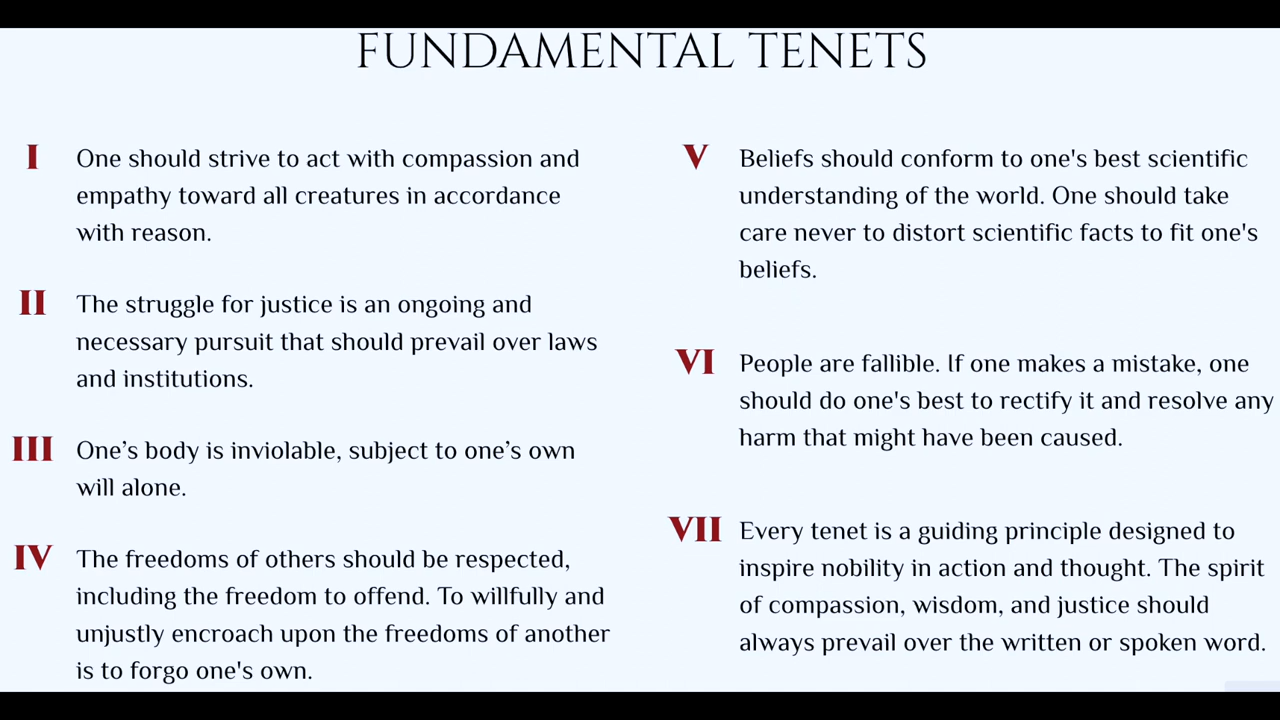 FUNDAMENTAL TENETS
I One should strive to act with compassion and
empathy toward all creatures in accordance
with reason.
II The struggle for justice is an ongoing and
necessary pursuit that should prevail over laws
and institutions.
III One’s body is inviolable, subject to one’s own
will alone.
IV The freedoms of others should be respected,
including the freedom to offend. To willfully and
unjustly encroach upon the freedoms of another
is to forgo one's own.
V Beliefs should conform to one's best scientific
understanding of the world. One should take
care never to distort scientific facts to fit one's
beliefs.
VI People are fallible. If one makes a mistake, one
should do one's best to rectify it and resolve any
harm that might have been caused.
VII Every tenet is a guiding principle designed to
inspire nobility in action and thought. The spirit
of compassion, wisdom, and justice should
always prevail over the written or spoken word.